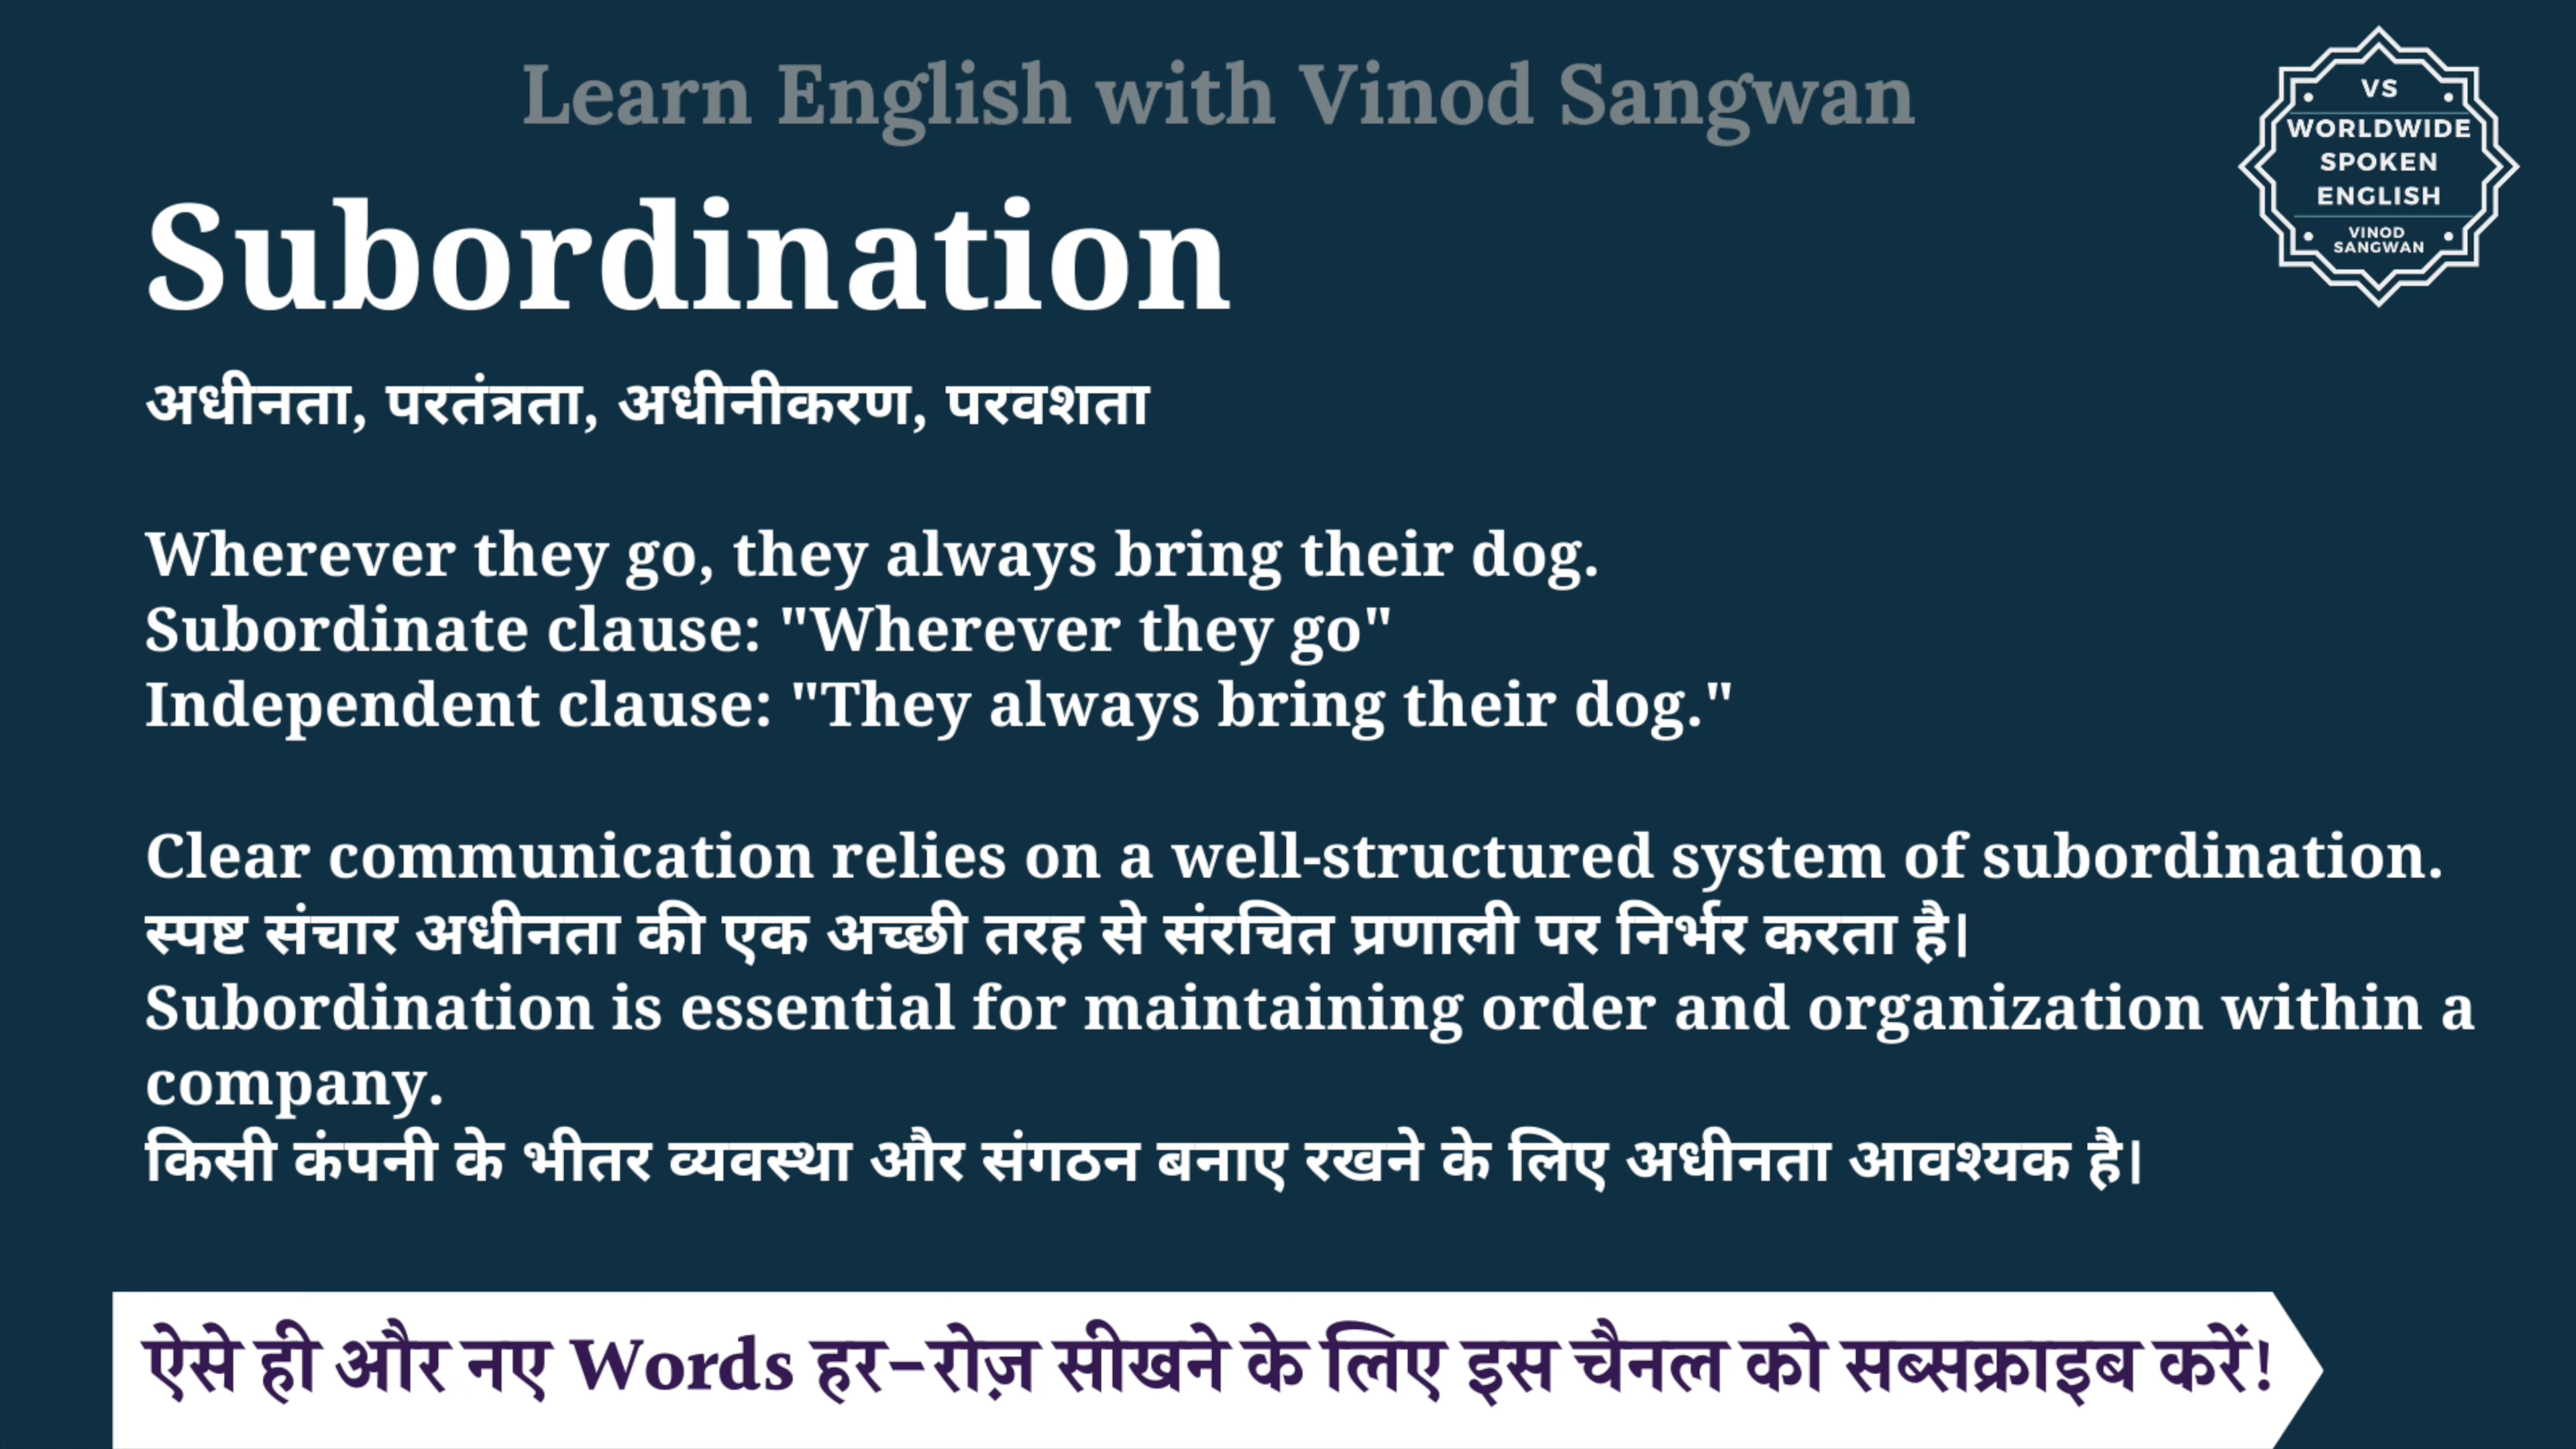 Learn English with Vinod Sangwan
VS
WORLDWIDE
SPOKEN
ENGLISH
VINOD
SANGWAN
Subordination
अधीनता, परतंत्रता, अधीनीकरण, परवशता
Wherever they go, they always bring their dog.
Subordinate clause: "Wherever they go"
Independent clause: "They always bring their dog."
Clear communication relies on a well-structured system of subordination.
स्पष्ट संचार अधीनता की एक अच्छी तरह से संरचित प्रणाली पर निर्भर करता है।
Subordination is essential for maintaining order and organization within a
company.
किसी कंपनी के भीतर व्यवस्था और संगठन बनाए रखने के लिए अधीनता आवश्यक है।
ऐसे ही और नए Words हर-रोज़ सीखने के लिए इस चैनल को सब्सक्राइब करें!